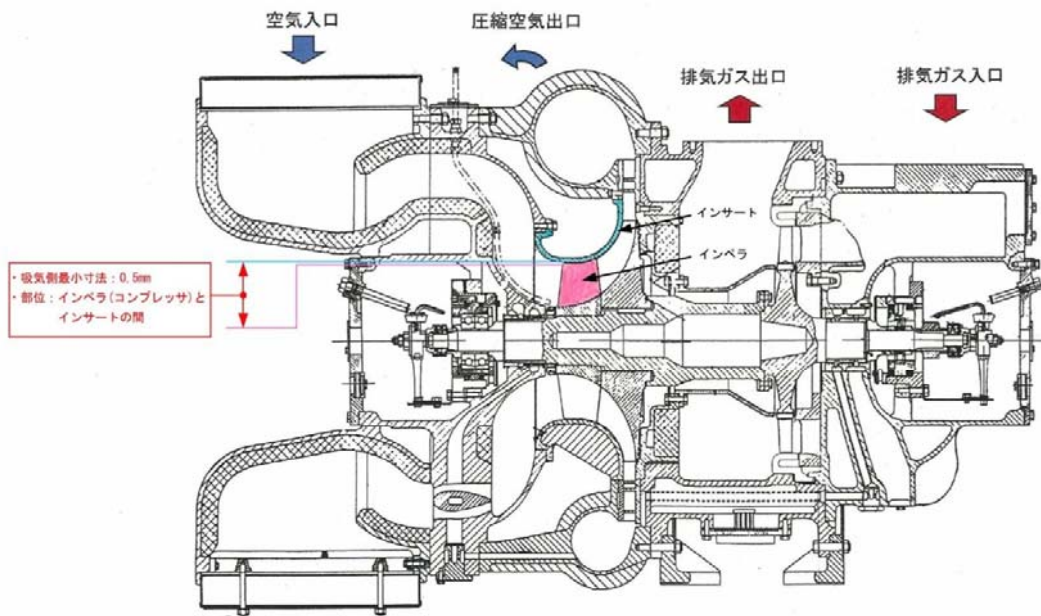 空気入口
圧縮空気出口
排気ガス出口
排気ガス入口
インサート
インペラ
・吸気側最小寸法:0.5mm
・部位:インペラ(コンプレッサ)と
インサートの間